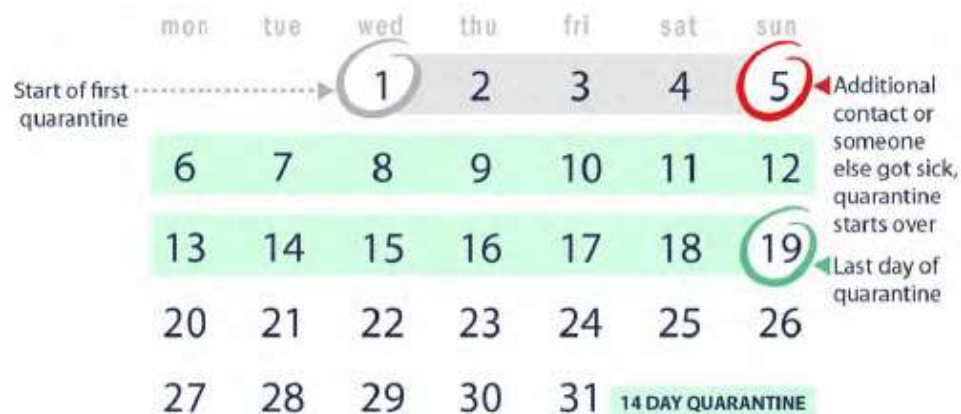 mon tue wed thu fri sat sun
Start of first
quarantine
1 2 3 4 5
Additional
contact or
someone
else got sick,
quarantine
starts over
6 7 8 9 10 11 12
13 14 15 16 17 18 19
Last day of
quarantine
20 21 22 23 24 25 26
27 28 29 30 31
14 DAY QUARANTINE